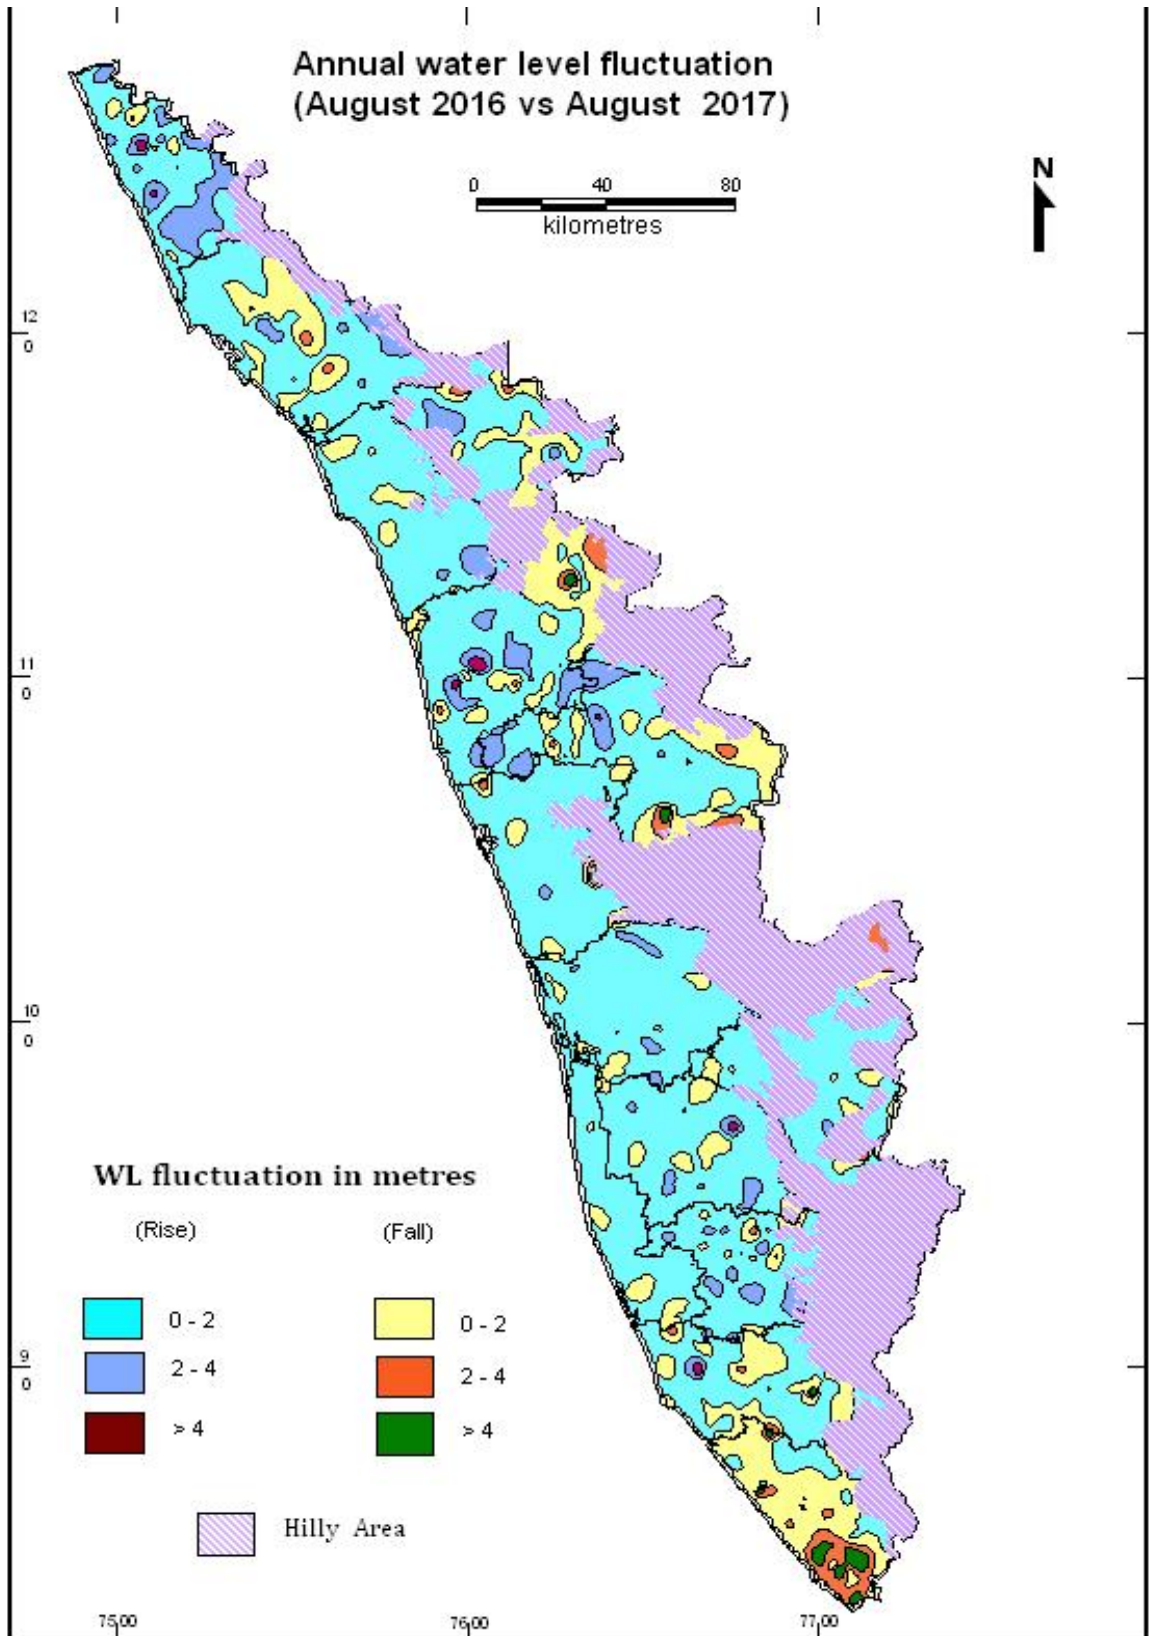 Annual water level fluctuation
(August 2016 vs August 2017)
N
0 40 80
kilometres
12
0
11
0
10
0
9
0
WL fluctuation in metres
(Rise) (Fall)
0 - 2 0 - 2
2 - 4 2 - 4
> 4 > 4
Hilly Area
75,00 76,00 77,00